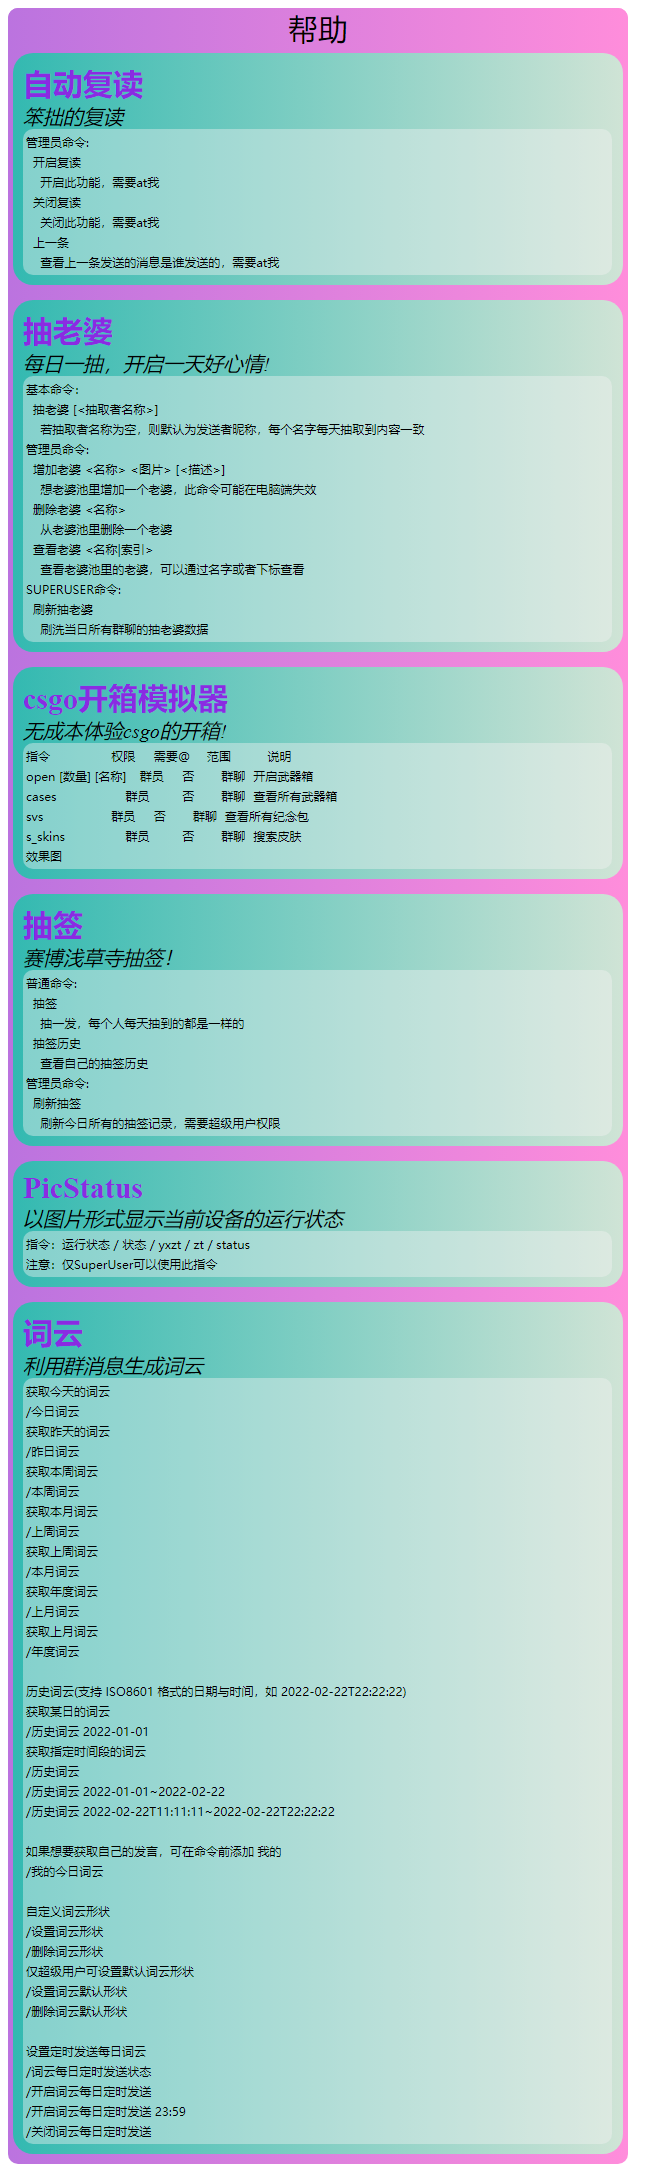 帮助
自动复读
笨拙的复读
管理员命令:
开启复读
开启此功能，需要at我
关闭复读
关闭此功能，需要at我
上一条
查看上一条发送的消息是谁发送的，需要at我
抽老婆
每日一抽，开启一天好心情!
基本命令：
抽老婆 [<抽取者名称>]
若抽取者名称为空，则默认为发送者昵称，每个名字每天抽取到内容一致
管理员命令:
增加老婆 <名称> <图片> [<描述>]
想老婆池里增加一个老婆，此命令可能在电脑端失效
删除老婆 <名称>
从老婆池里删除一个老婆
查看老婆 <名称|索引>
查看老婆池里的老婆，可以通过名字或者下标查看
SUPERUSER命令:
刷新抽老婆
刷洗当日所有群聊的抽老婆数据
csgo开箱模拟器
无成本体验csgo的开箱!
指令 权限 需要@ 范围 说明
open [数量] [名称] 群员 否 群聊 开启武器箱
cases 群员 否 群聊 查看所有武器箱
svs 群员 否 群聊 查看所有纪念包
s_skins 群员 否 群聊 搜索皮肤
效果图
抽签
赛博浅草寺抽签！
普通命令:
抽签
抽一发，每个人每天抽到的都是一样的
抽签历史
查看自己的抽签历史
管理员命令:
刷新抽签
刷新今日所有的抽签记录，需要超级用户权限
PicStatus
以图片形式显示当前设备的运行状态
指令：运行状态 / 状态 / yxzt / zt / status
注意：仅SuperUser可以使用此指令
词云
利用群消息生成词云
获取今天的词云
/今日词云
获取昨天的词云
/昨日词云
获取本周词云
/本周词云
获取本月词云
/上周词云
获取上周词云
/本月词云
获取年度词云
/上月词云
获取上月词云
/年度词云
历史词云(支持 ISO8601 格式的日期与时间，如 2022-02-22T22:22:22)
获取某日的词云
/历史词云 2022-01-01
获取指定时间段的词云
/历史词云
/历史词云 2022-01-01~2022-02-22
/历史词云 2022-02-22T11:11:11~2022-02-22T22:22:22
如果想要获取自己的发言，可在命令前添加 我的
/我的今日词云
自定义词云形状
/设置词云形状
/删除词云形状
仅超级用户可设置默认词云形状
/设置词云默认形状
/删除词云默认形状
设置定时发送每日词云
/词云每日定时发送状态
/开启词云每日定时发送
/开启词云每日定时发送 23:59
/关闭词云每日定时发送